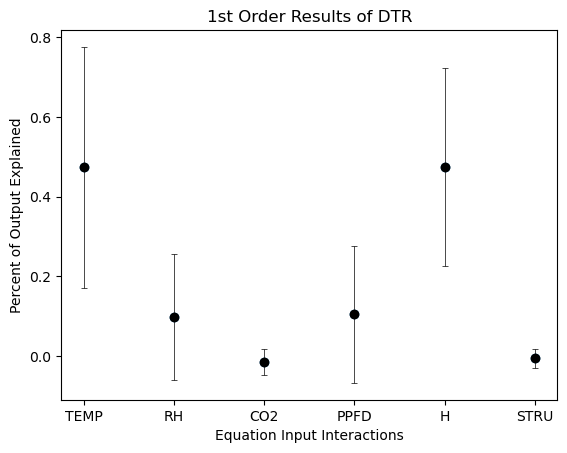 1st Order Results of DTR
Percent of Output Explained
0.8
0.6
0.4
0.2
0.0
TEMP RH CO2 PPFD H STRU
Equation Input Interactions